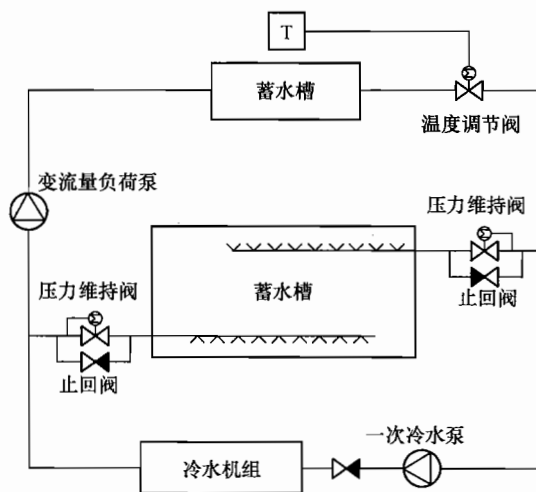 T
蓄水槽
温度调节阀
变流量负荷泵
压力维持阀
蓄水槽
止回阀
压力维持阀
止回阀
一次冷水泵
冷水机组